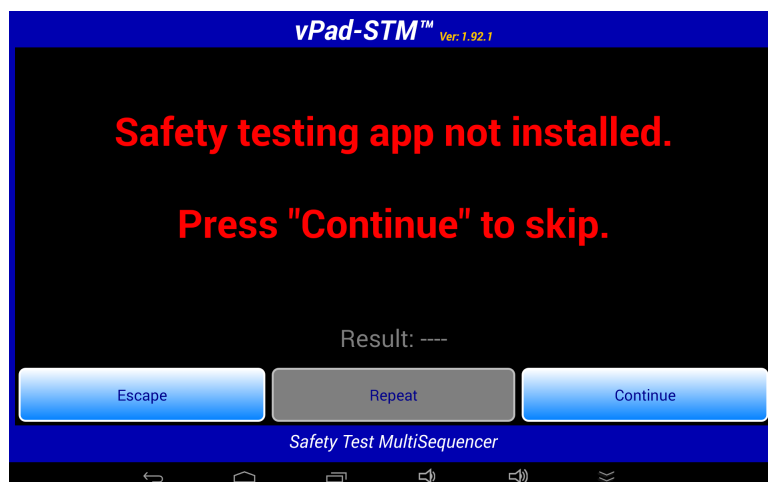 vPad-STM™ Ver: 1.92.1
Safety testing app not installed.
Press "Continue" to skip.
Result: ----
Escape Repeat Continue
Safety Test MultiSequencer